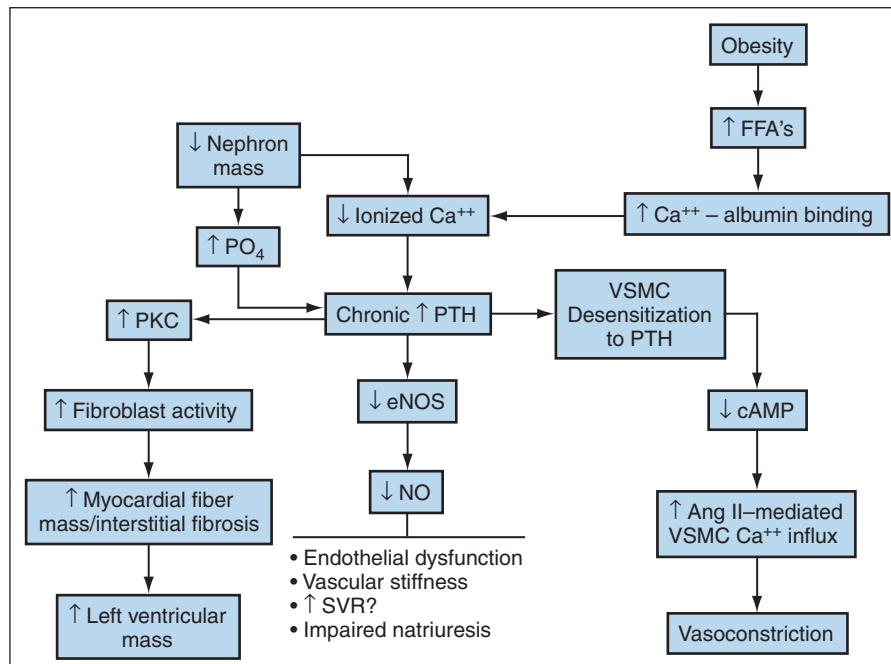 Obesity
↑ FFA's
↓ Nephron
mass
↓ Ionized Ca⁺⁺
↑ Ca⁺⁺ – albumin binding
↑ PO₄
Chronic ↑ PTH
VSMC
Desensitization
to PTH
↑ PKC
↑ Fibroblast activity
↓ eNOS
↓ cAMP
↑ Myocardial fiber
mass/interstitial fibrosis
↓ NO
↑ Ang II–mediated
VSMC Ca⁺⁺ influx
• Endothelial dysfunction
• Vascular stiffness
• ↑ SVR?
• Impaired natriuresis
↑ Left ventricular
mass
Vasoconstriction